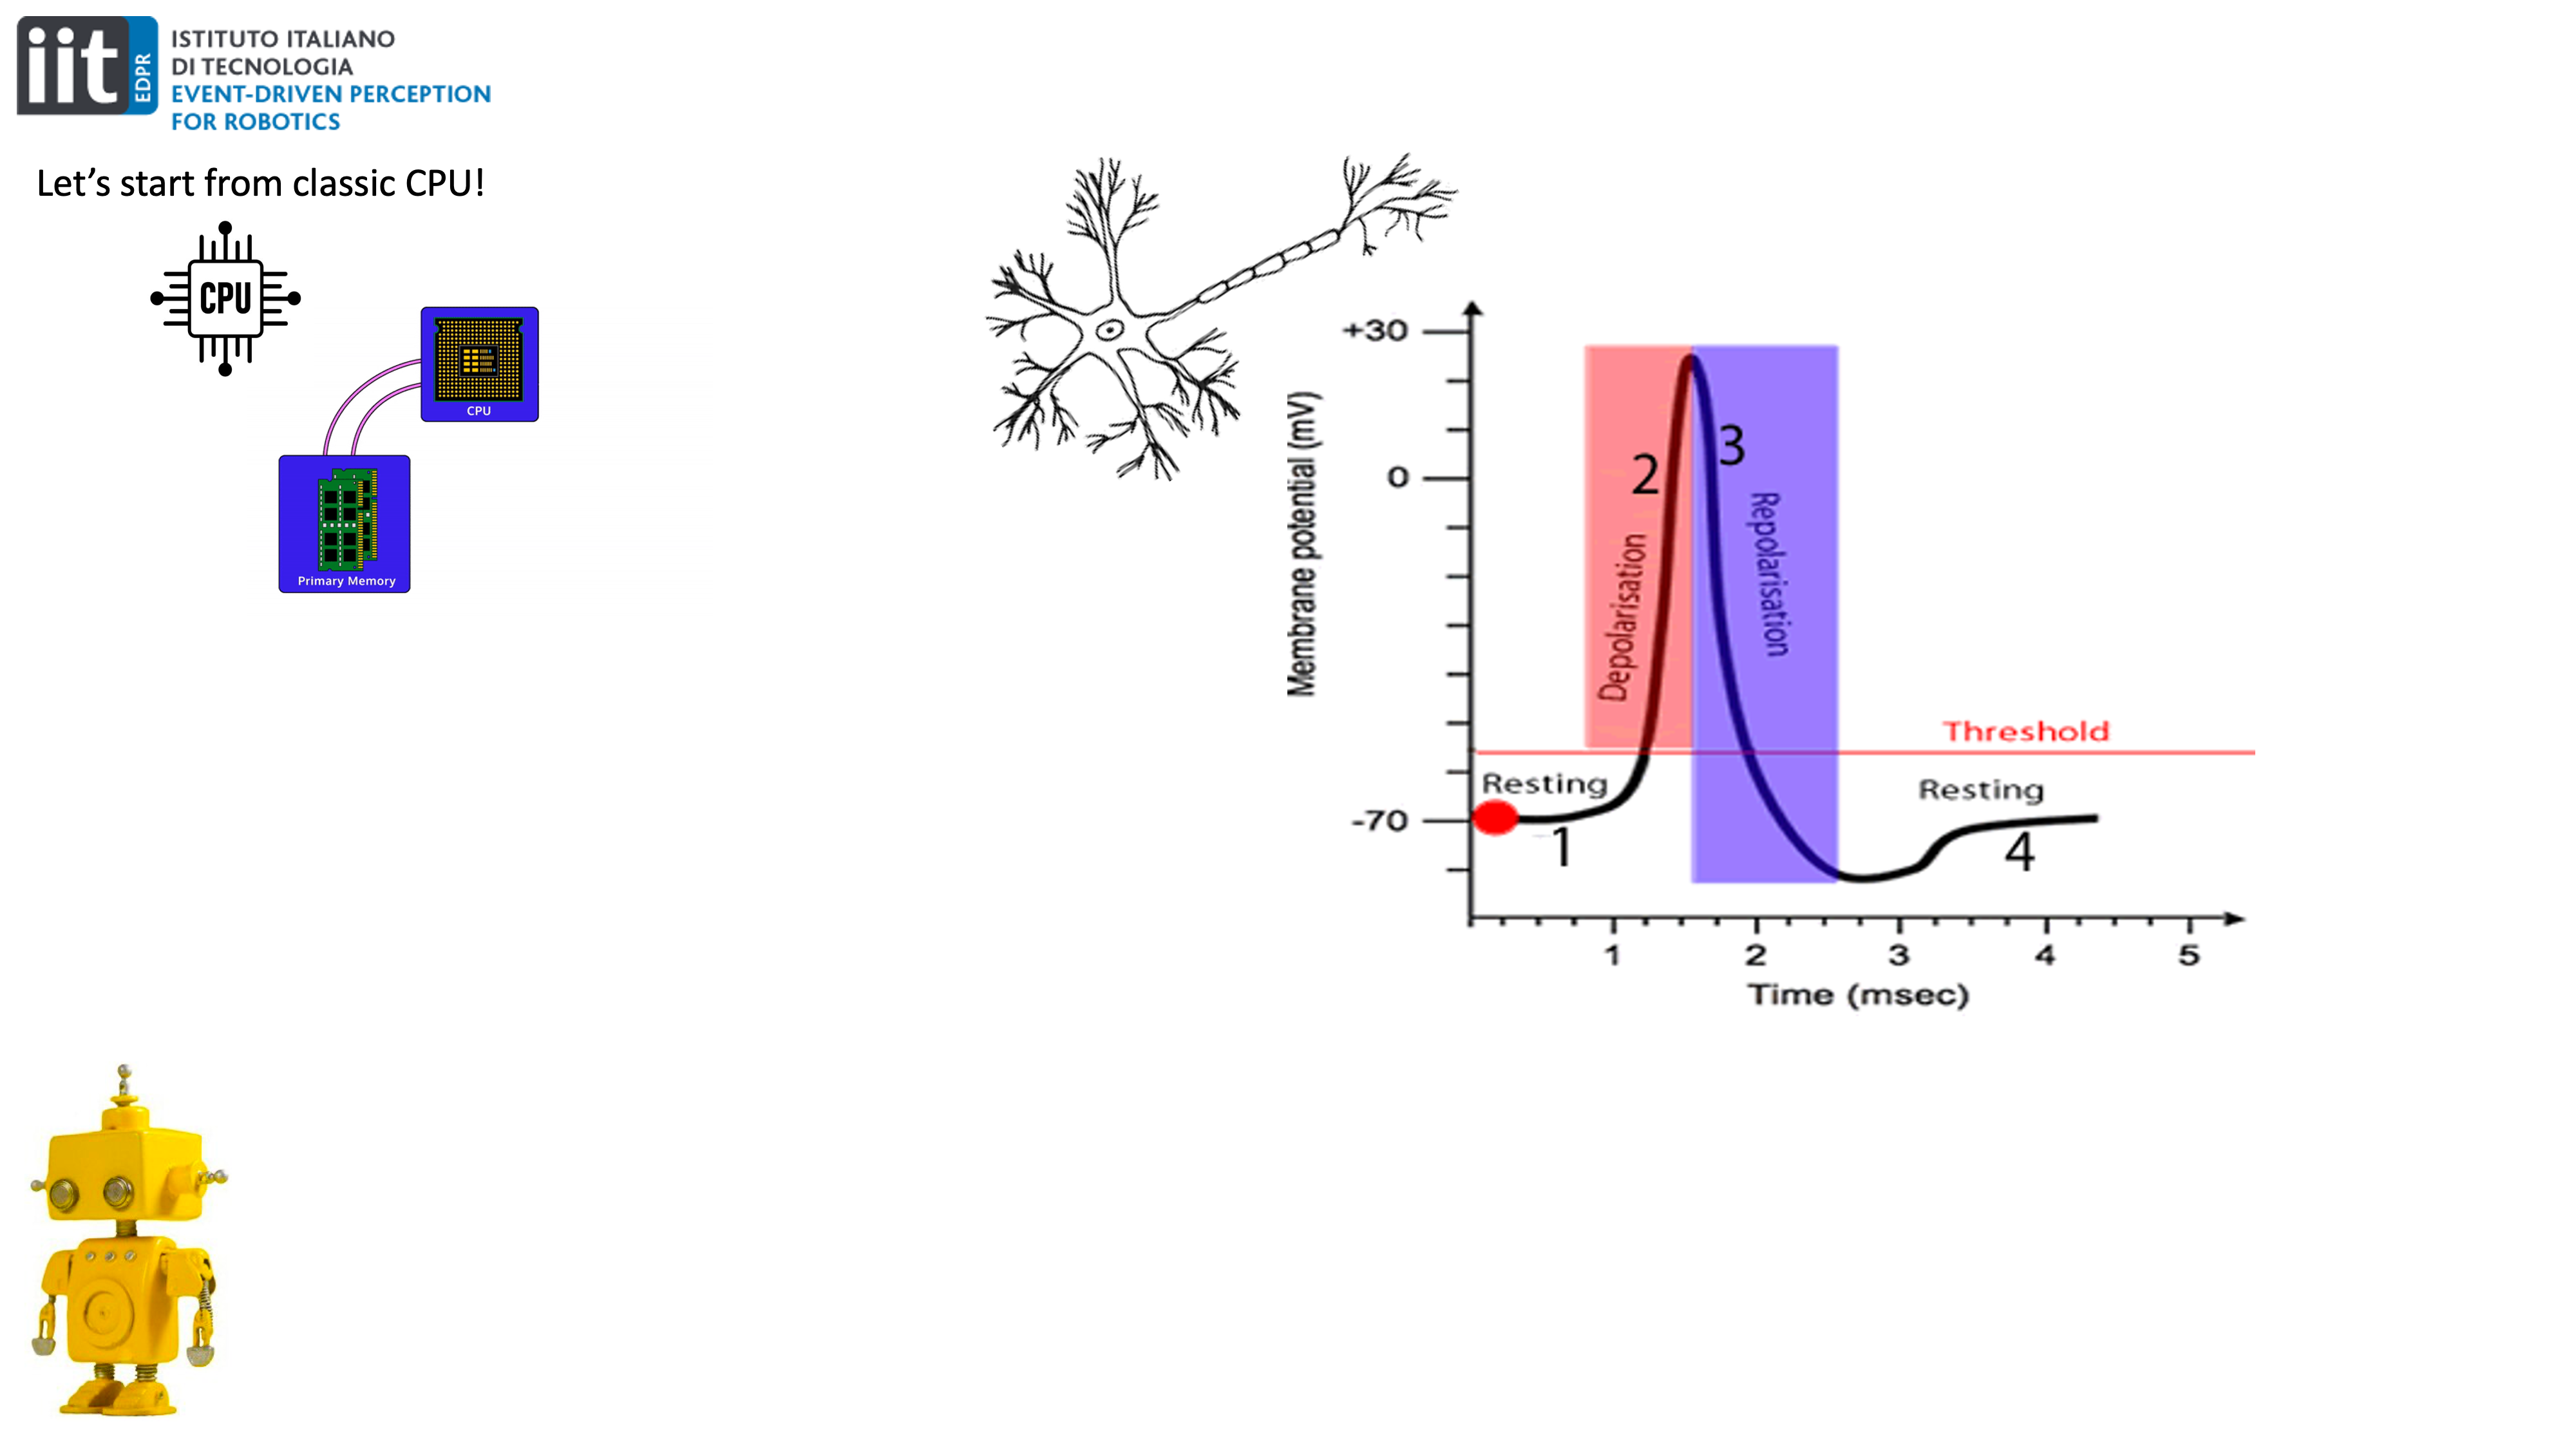 iit
EDPR
ISTITUTO ITALIANO
DI TECNOLOGIA
EVENT-DRIVEN PERCEPTION
FOR ROBOTICS
Let's start from classic CPU!
CPU
CPU
Primary Memory
Membrane potential (mV)
+30
0
-70
2
3
Depolarisation
Repolarisation
Threshold
Resting
Resting
1
4
1 2 3 4 5
Time (msec)